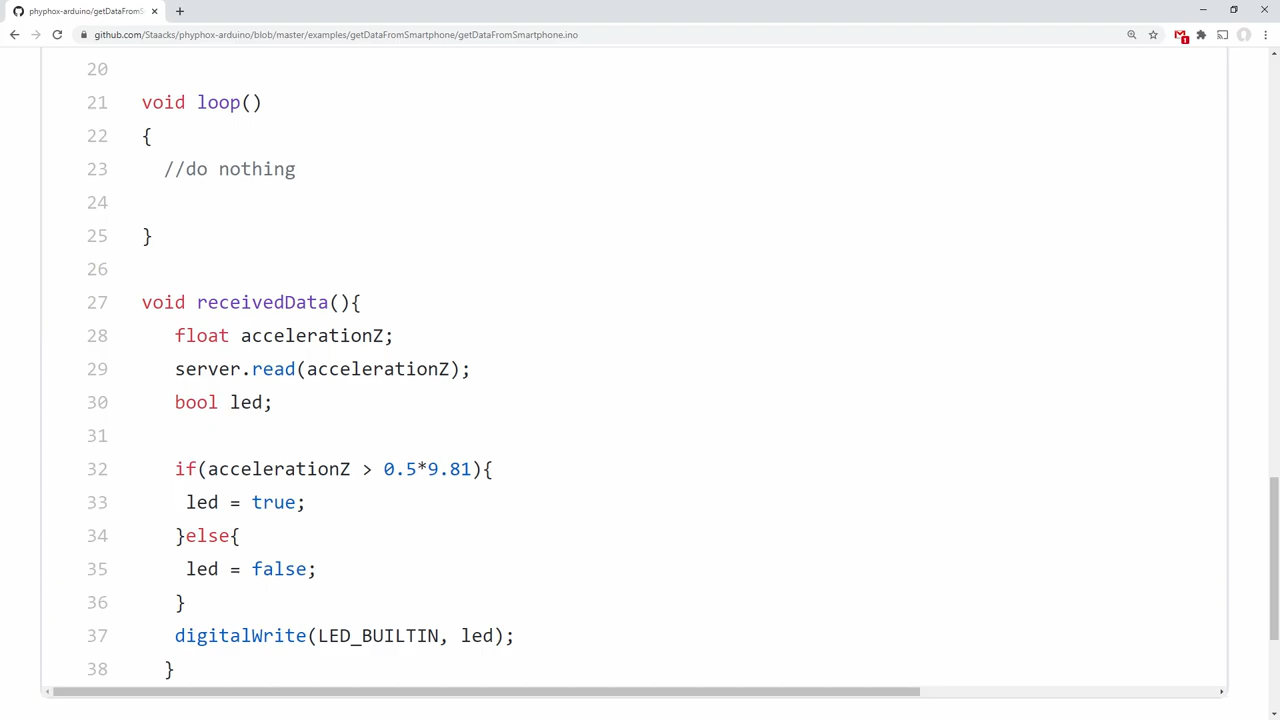 phyphox-arduino/getDataFromS
github.com/Staacks/phyphox-arduino/blob/master/examples/getDataFromSmartphone/getDataFromSmartphone.ino
1
20
21 void loop()
22 {
23 //do nothing
24
25 }
26
27 void receivedData(){
28 float accelerationZ;
29 server.read(accelerationZ);
30 bool led;
31
32 if(accelerationZ > 0.5*9.81){
33 led = true;
34 }else{
35 led = false;
36 }
37 digitalWrite(LED_BUILTIN, led);
38 }